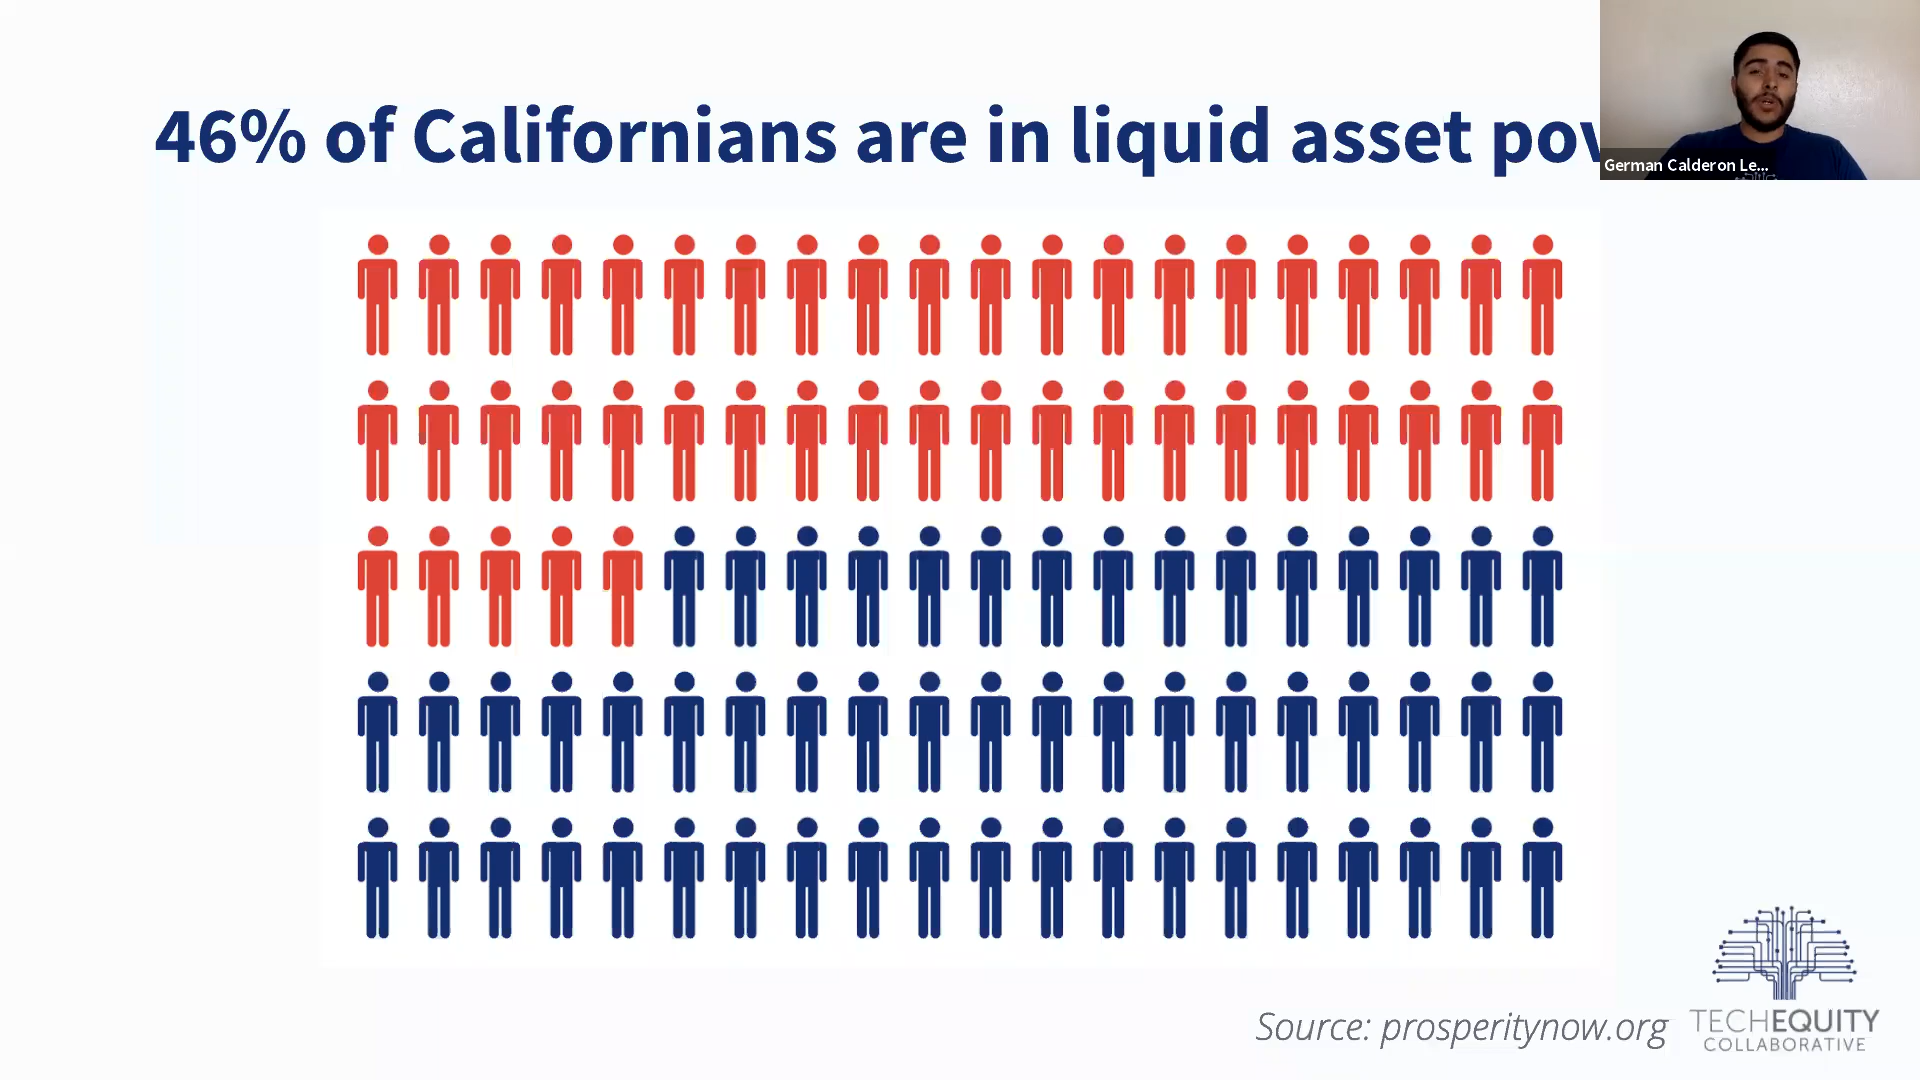 46% of Californians are in liquid asset pov
German Calderon Le...
Source: prosperitynow.org
TECHEQUITY
COLLABORATIVE